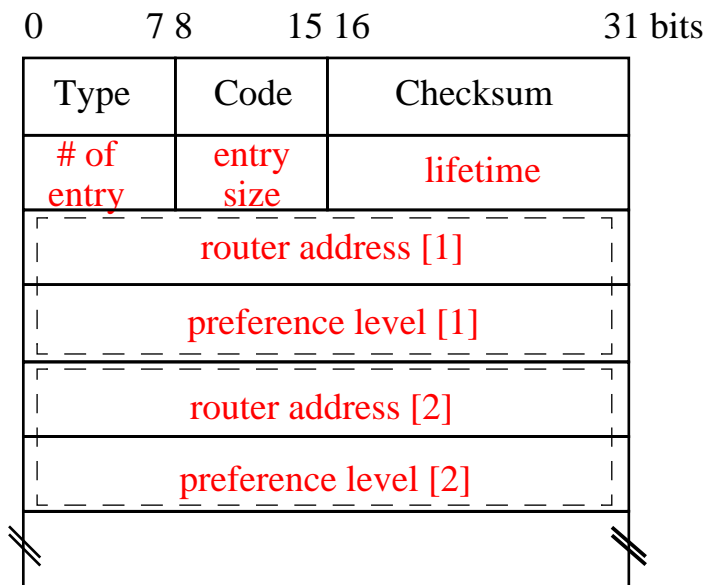 0 7 8 15 16 31 bits
Type Code Checksum
# of entry entry size lifetime
router address [1]
preference level [1]
router address [2]
preference level [2]